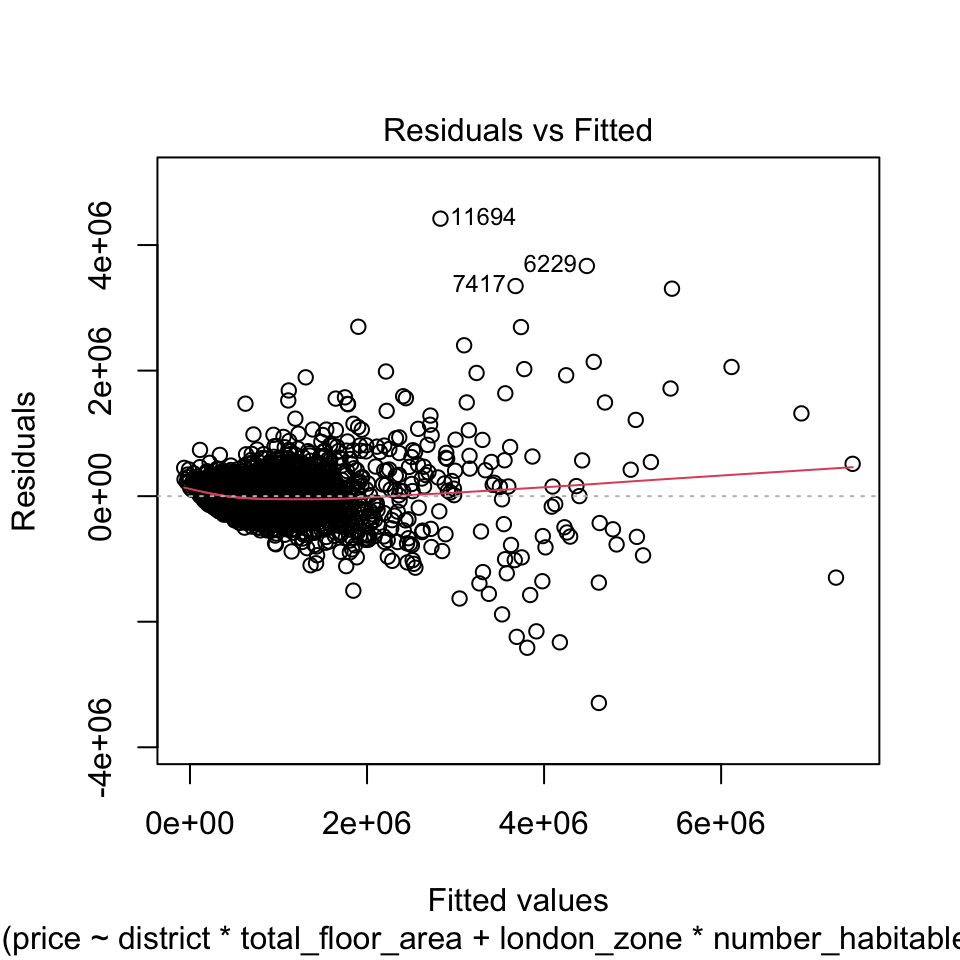 Residuals vs Fitted
Residuals
4e+06
2e+06
0e+00
-4e+06
11694
6229
7417
0e+00 2e+06 4e+06 6e+06
Fitted values
(price ~ district * total_floor_area + london_zone * number_habitable